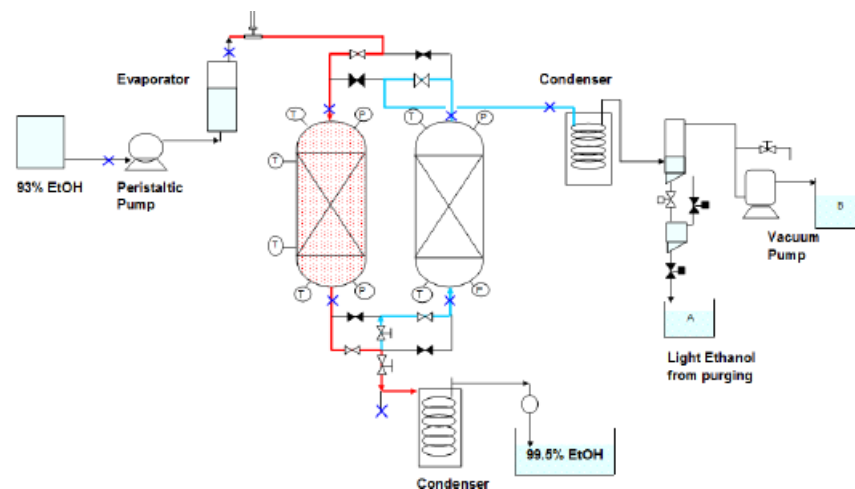 Evaporator
Condenser
T
P
T
P
93% EtOH
Peristaltic
Pump
T
T
B
Vacuum
Pump
T
P
T
P
A
Light Ethanol
from purging
99.5% EtOH
Condenser